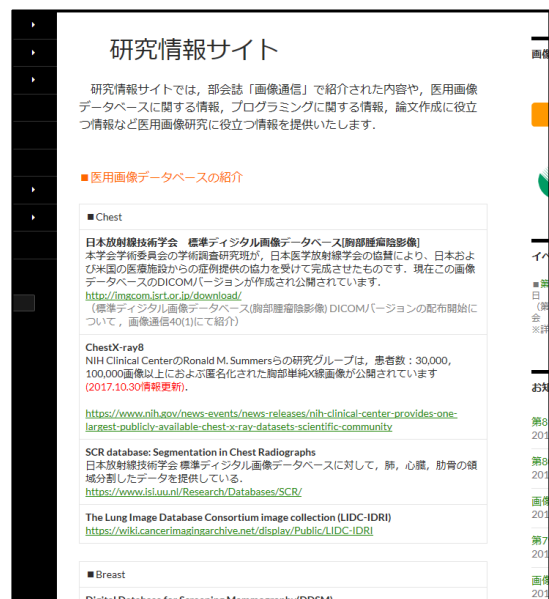 研究情報サイト
研究情報サイトでは，部会誌「画像通信」で紹介された内容や，医用画像
データベースに関する情報，プログラミングに関する情報，論文作成に役立
つ情報など医用画像研究に役立つ情報を提供いたします．
■医用画像データベースの紹介
■Chest
日本放射線技術学会　標準ディジタル画像データベース[胸部腫瘤陰影像]
本学会学術委員会の学術調査研究班が，日本医学放射線学会の協賛により、日本およ
び米国の医療施設からの症例提供の協力を受けて完成させたものです．現在この画像
データベースのDICOMバージョンが作成され公開されています．
http://imgcom.jsrt.or.jp/download/
（標準ディジタル画像データベース(胸部腫瘤陰影像) DICOMバージョンの配布開始に
ついて，画像通信40(1)にて紹介）
ChestX-ray8
NIH Clinical CenterのRonald M. Summersらの研究グループは，患者数：30,000，
100,000画像以上におよぶ匿名化された胸部単純X線画像が公開されています
(2017.10.30情報更新)．
https://www.nih.gov/news-events/news-releases/nih-clinical-center-provides-one-
largest-publicly-available-chest-x-ray-datasets-scientific-community
SCR database: Segmentation in Chest Radiographs
日本放射線技術学会 標準ディジタル画像データベースに対して，肺，心臓，肋骨の領
域分割したデータを提供している．
https://www.isi.uu.nl/Research/Databases/SCR/
The Lung Image Database Consortium image collection (LIDC-IDRI)
https://wiki.cancerimagingarchive.net/display/Public/LIDC-IDRI
■Breast
Digital Database for Screening Mammography (DDSM)
画像
イベ
■第
日
（第
会
※詳
お知
第8
201
第8
201
画像
201
第7
201
画像
201